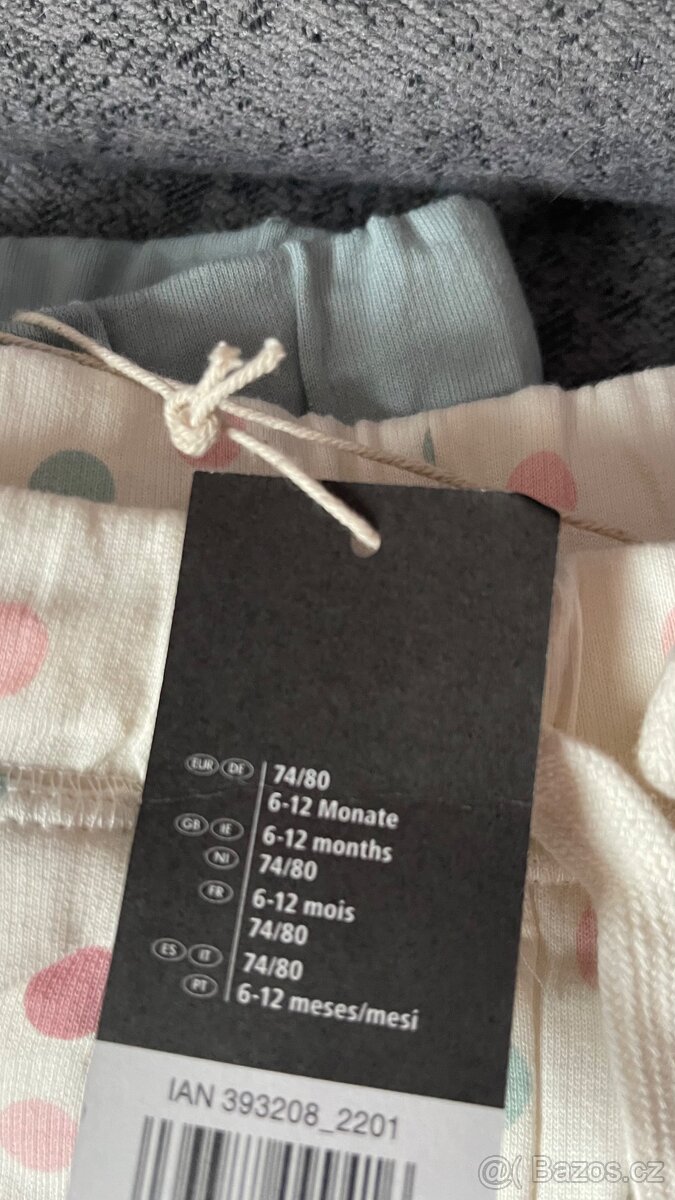 EUR DE 74/80
6-12 Monate
GB IE 6-12 months
NI 74/80
FR 6-12 mois
74/80
ES IT 74/80
PT 6-12 meses/mesi
IAN 393208_2201
@( Bazos.cz